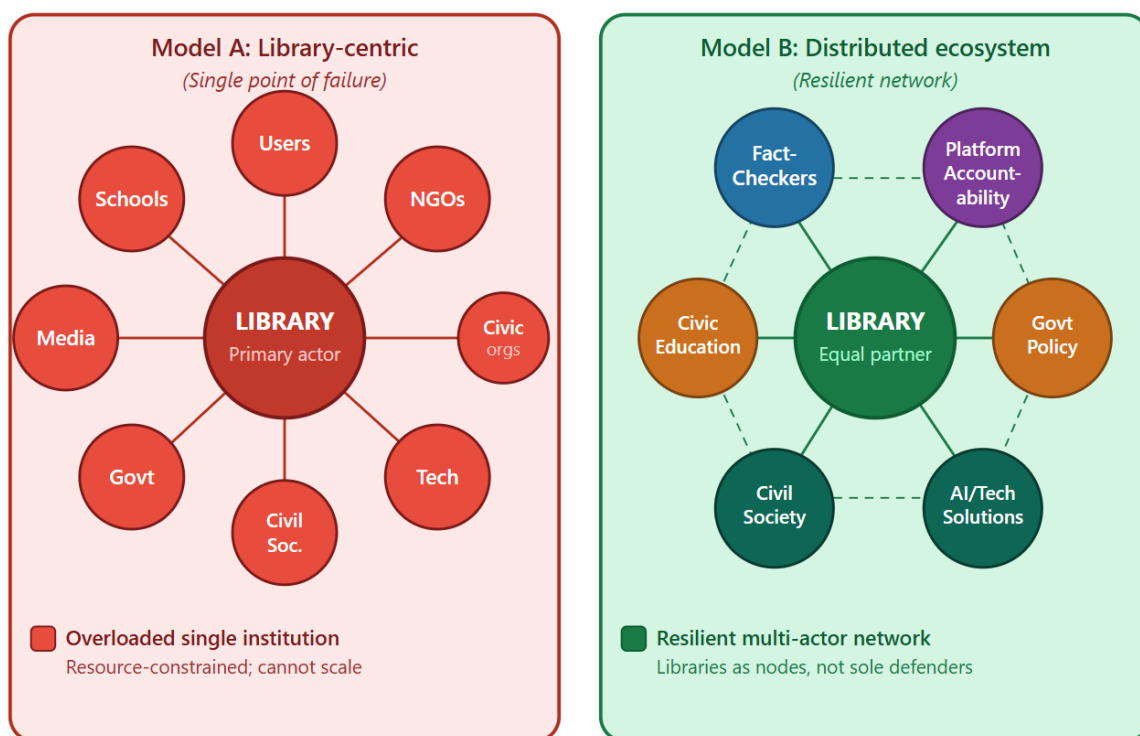 Model A: Library-centric
(Single point of failure)
Users
Schools
NGOs
Media
LIBRARY
Primary actor
Civic
orgs
Govt
Tech
Civil
Soc.
Overloaded single institution
Resource-constrained; cannot scale
Model B: Distributed ecosystem
(Resilient network)
Fact-
Checkers
Platform
Account-
ability
Civic
Education
LIBRARY
Equal partner
Govt
Policy
Civil
Society
AI/Tech
Solutions
Resilient multi-actor network
Libraries as nodes, not sole defenders